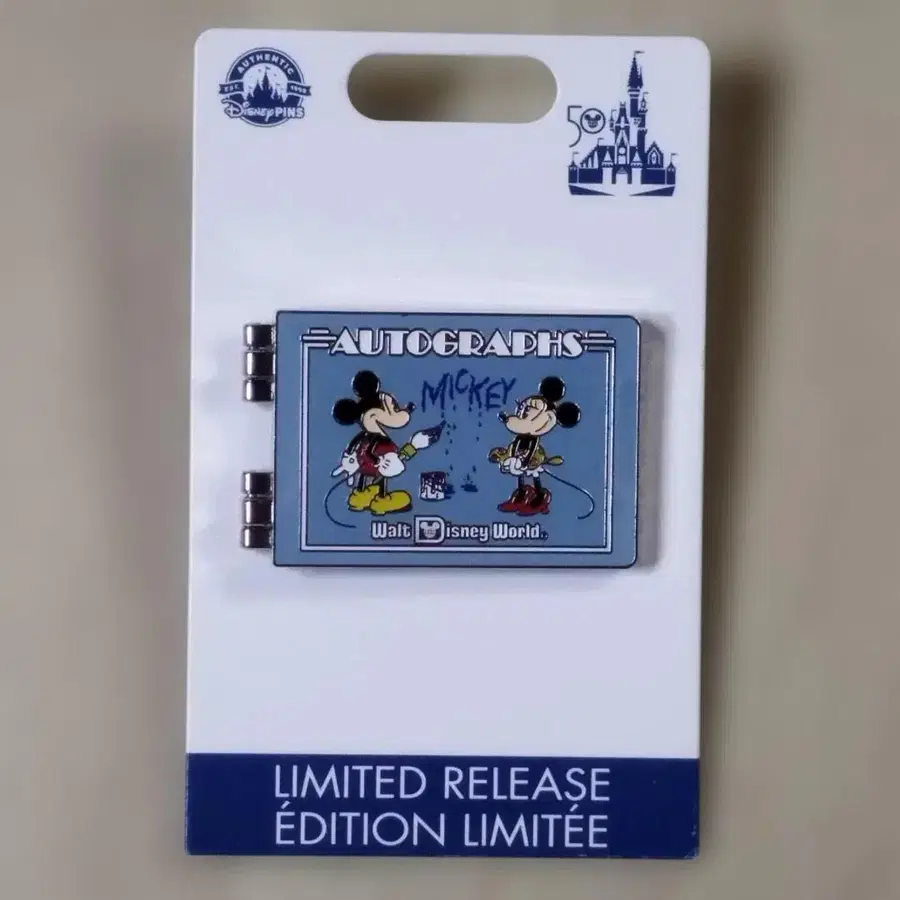 AUTHENTIC
EST. 1998
Disney PINS
50
AUTOGRAPHS
MICKEY
Walt Disney World
LIMITED RELEASE
ÉDITION LIMITÉE